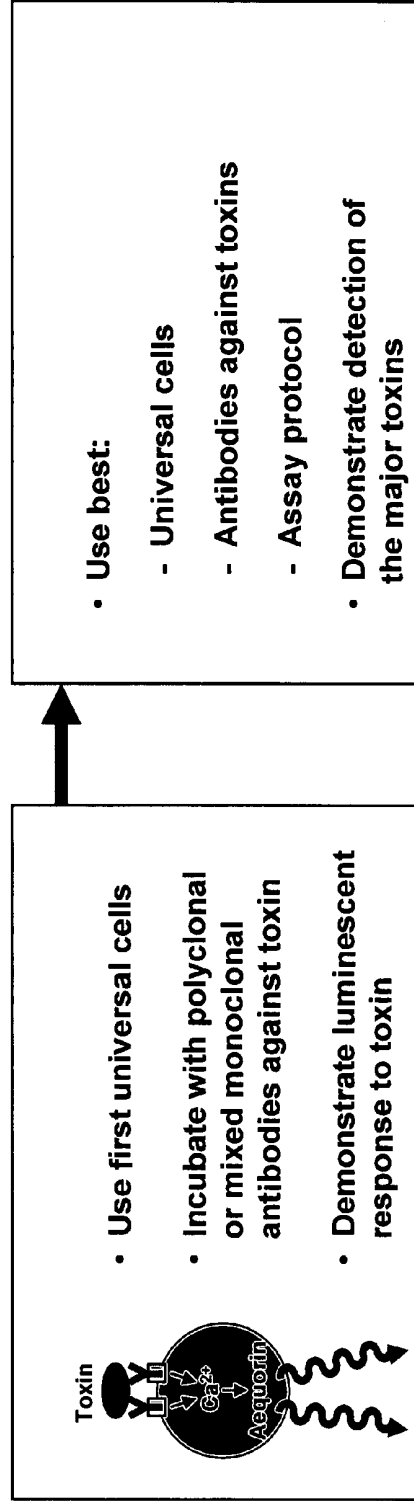 Toxin
Ca2+
Aequorin
• Use first universal cells
• Incubate with polyclonal
or mixed monoclonal
antibodies against toxin
• Demonstrate luminescent
response to toxin
• Use best:
- Universal cells
- Antibodies against toxins
- Assay protocol
• Demonstrate detection of
the major toxins